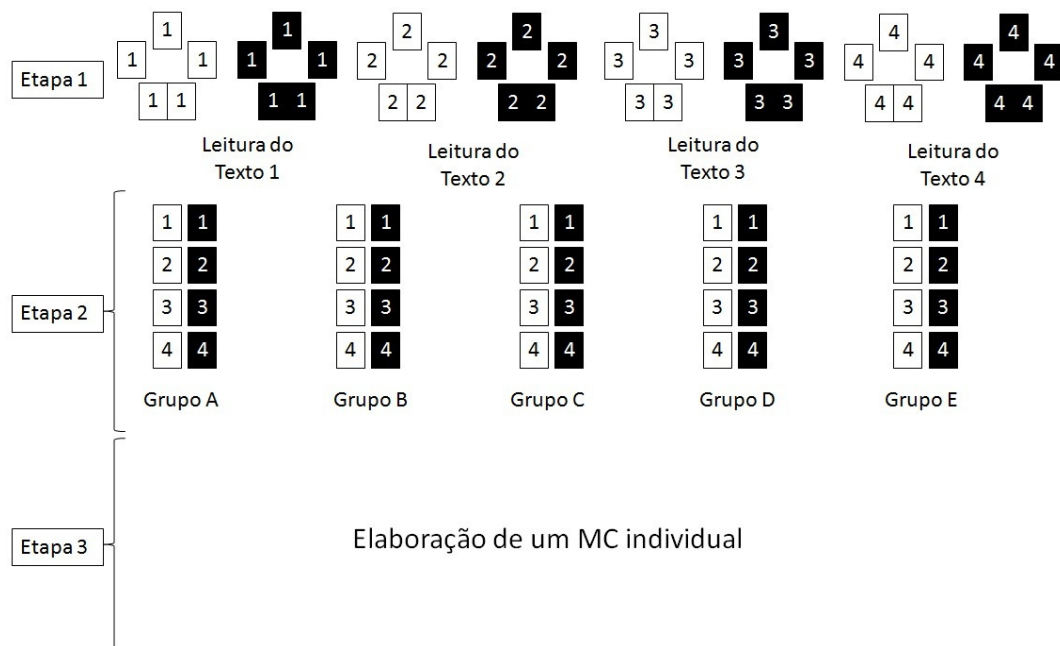 1 1 2 2 3 3 4 4
Etapa 1
1 1 1 1 2 2 2 2 3 3 3 3 4 4 4 4
1 1 1 1 2 2 2 2 3 3 3 3 4 4 4 4
Leitura do
Texto 1
Leitura do
Texto 2
Leitura do
Texto 3
Leitura do
Texto 4
Etapa 2
1 1 1 1 1 1 1 1 1 1
2 2 2 2 2 2 2 2 2 2
3 3 3 3 3 3 3 3 3 3
4 4 4 4 4 4 4 4 4 4
Grupo A
Grupo B
Grupo C
Grupo D
Grupo E
Etapa 3
Elaboração de um MC individual